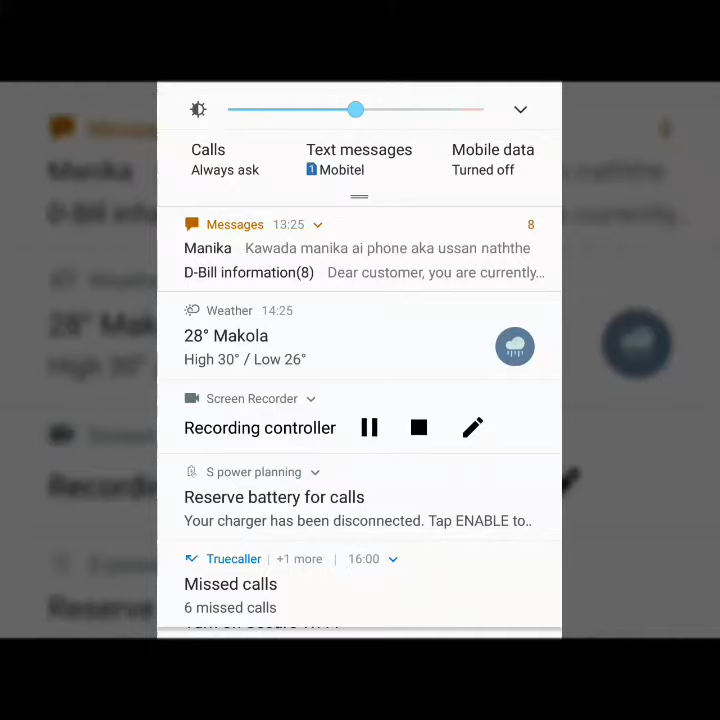 Calls Text messages Mobile data
Always ask 1 Mobitel Turned off
Messages 13:25 8
Manika Kawada manika ai phone aka ussan naththe
D-Bill information(8) Dear customer, you are currently...
Weather 14:25
28° Makola
High 30° / Low 26°
Screen Recorder
Recording controller
S power planning
Reserve battery for calls
Your charger has been disconnected. Tap ENABLE to..
Truecaller | +1 more | 16:00
Missed calls
6 missed calls